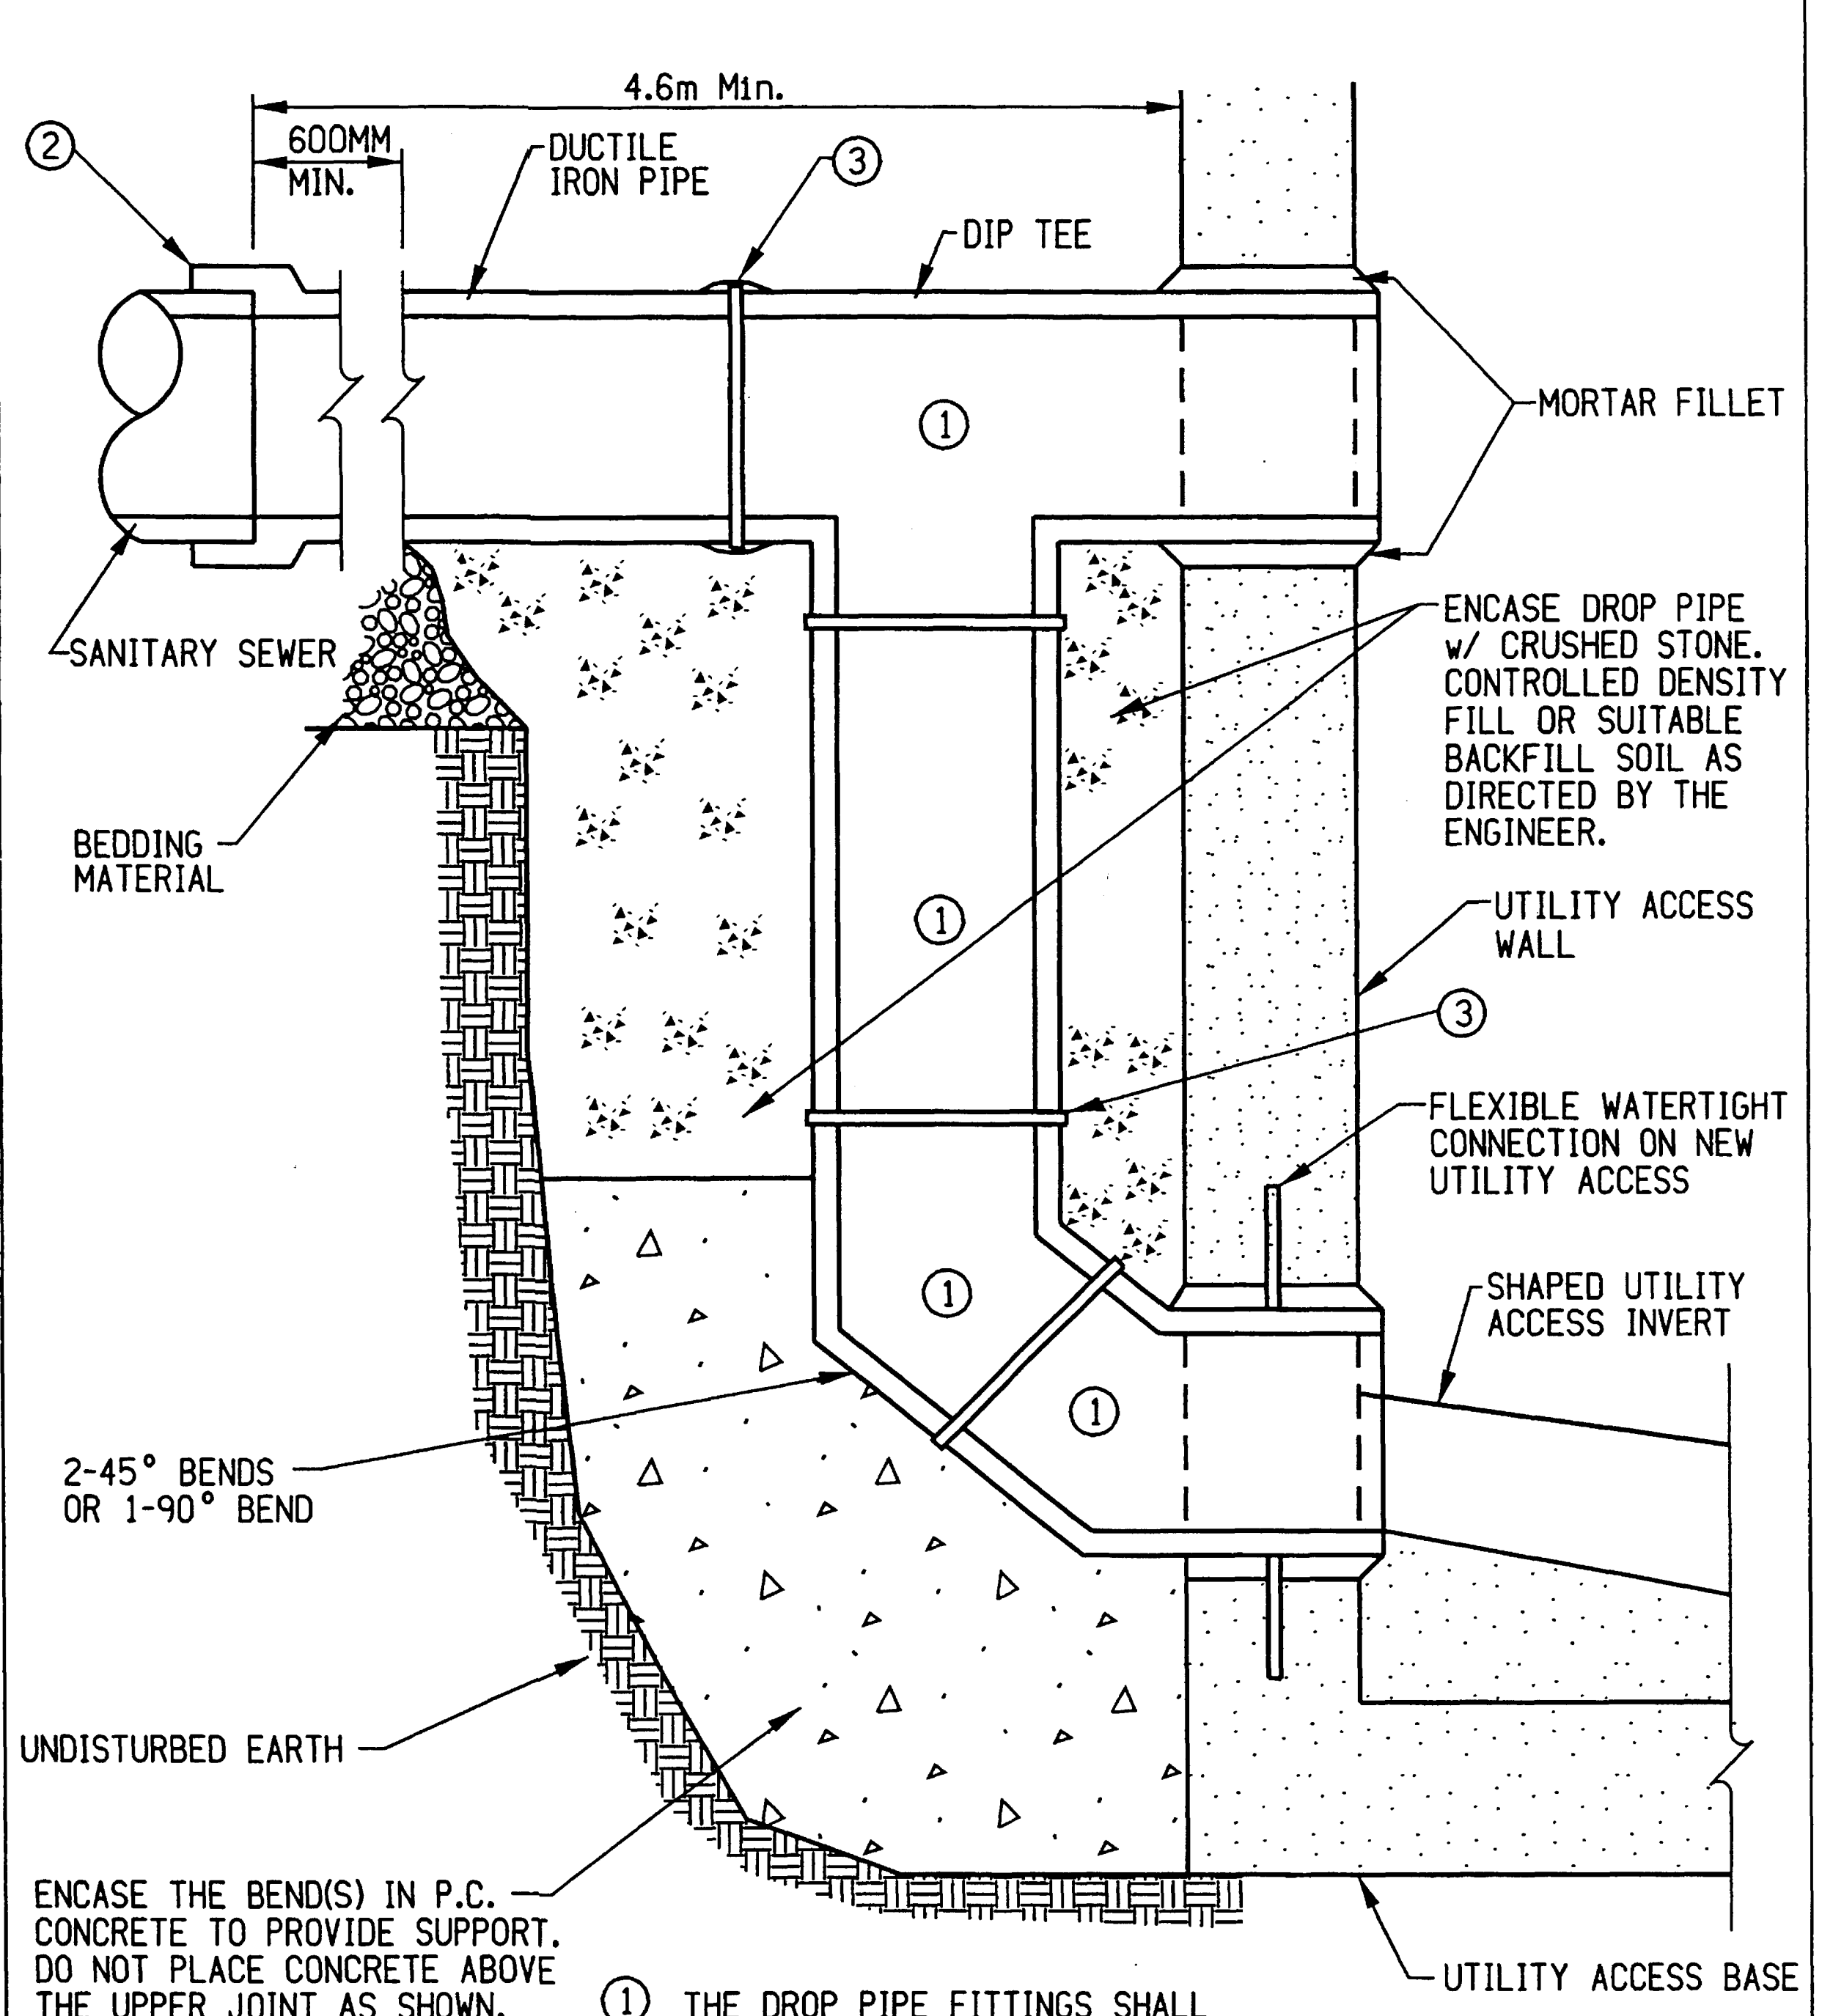 4.6m Min.
2
600MM
MIN.
DUCTILE
IRON PIPE
3
DIP TEE
1
MORTAR FILLET
SANITARY SEWER
ENCASE DROP PIPE
w/ CRUSHED STONE.
CONTROLLED DENSITY
FILL OR SUITABLE
BACKFILL SOIL AS
DIRECTED BY THE
ENGINEER.
BEDDING
MATERIAL
1
UTILITY ACCESS
WALL
3
FLEXIBLE WATERTIGHT
CONNECTION ON NEW
UTILITY ACCESS
1
SHAPED UTILITY
ACCESS INVERT
1
2-45° BENDS
OR 1-90° BEND
UNDISTURBED EARTH
ENCASE THE BEND(S) IN P.C.
CONCRETE TO PROVIDE SUPPORT.
DO NOT PLACE CONCRETE ABOVE
THE UPPER JOINT AS SHOWN.
UTILITY ACCESS BASE
1 THE DROP PIPE FITTINGS SHALL